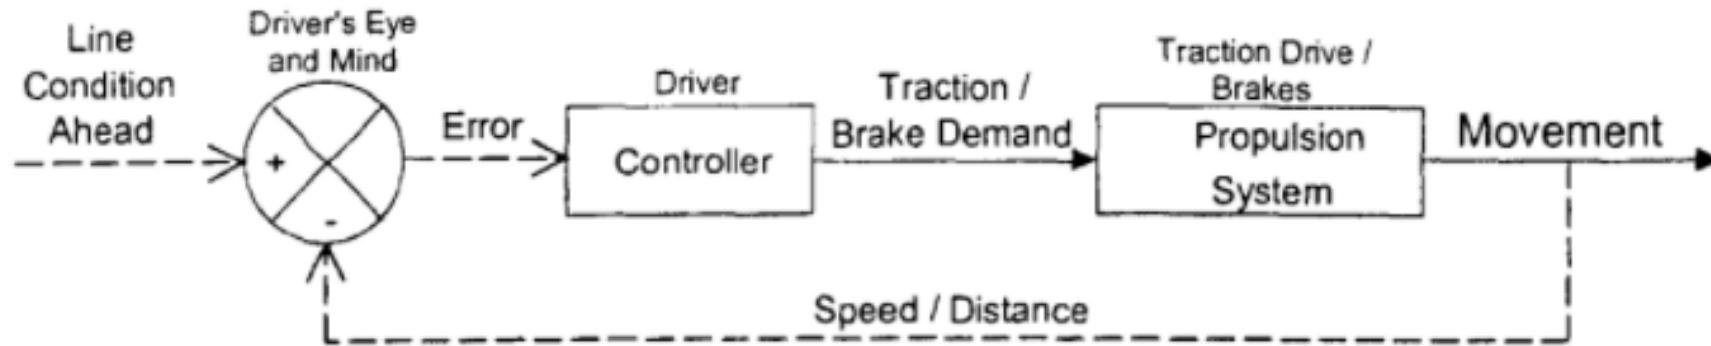 Line
Condition
Ahead
Driver's Eye
and Mind
+
-
Error
Driver
Controller
Traction /
Brake Demand
Traction Drive /
Brakes
Propulsion
System
Movement
Speed / Distance